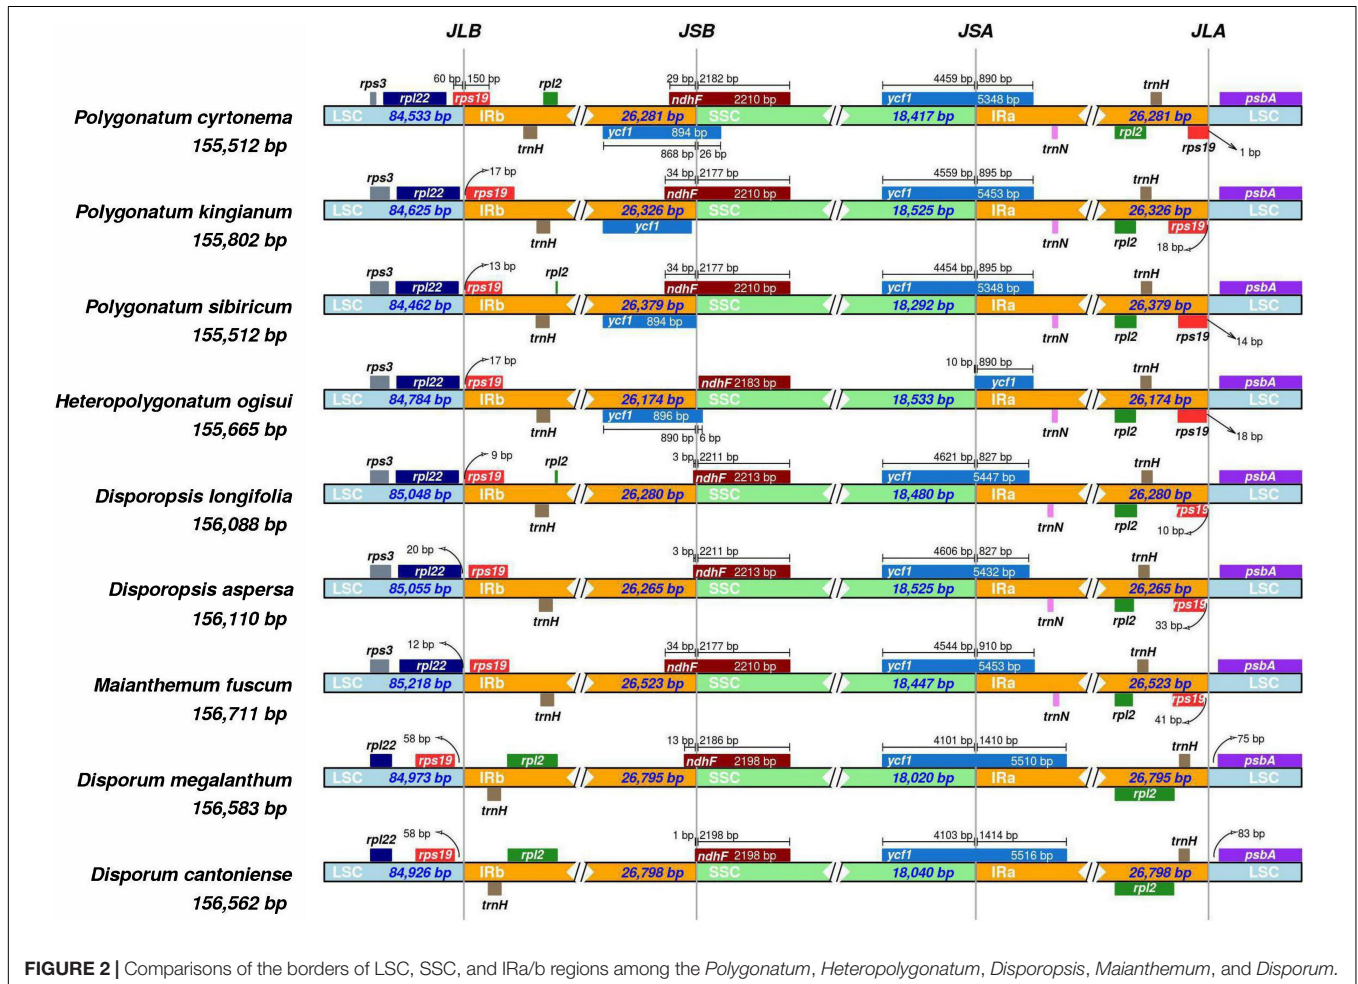 JLB JSB JSA JLA
60 bp 150 bp 29 bp 2182 bp 4459 bp 890 bp
rps3 rpl2 trnH
rpl22 rps19 ndhF 2210 bp ycf1 5348 bp psbA
Polygonatum cyrtonema LSC 84,533 bp IRb 26,281 bp SSC 18,417 bp IRa 26,281 bp LSC
155,512 bp trnH ycf1 894 bp trnN rpl2 rps19 1 bp
868 bp 26 bp
17 bp 34 bp 2177 bp 4559 bp 895 bp
rps3 trnH
rpl22 rps19 ndhF 2210 bp ycf1 5453 bp psbA
Polygonatum kingianum LSC 84,625 bp IRb 26,326 bp SSC 18,525 bp IRa 26,326 bp LSC
155,802 bp trnH ycf1 trnN rpl2 rps19
18 bp
13 bp 34 bp 2177 bp 4454 bp 895 bp
rps3 rpl2 trnH
rpl22 rps19 ndhF 2210 bp ycf1 5348 bp psbA
Polygonatum sibiricum LSC 84,462 bp IRb 26,379 bp SSC 18,292 bp IRa 26,379 bp LSC
155,512 bp trnH ycf1 894 bp trnN rpl2 rps19 14 bp
17 bp 10 bp 890 bp
rps3 trnH
rpl22 rps19 ndhF 2183 bp ycf1 psbA
Heteropolygonatum ogisui LSC 84,784 bp IRb 26,174 bp SSC 18,533 bp IRa 26,174 bp LSC
155,665 bp trnH ycf1 896 bp trnN rpl2 rps19 18 bp
890 bp 6 bp
9 bp 3 bp 2211 bp 4621 bp 827 bp
rps3 rpl2 trnH
rpl22 rps19 ndhF 2213 bp ycf1 5447 bp psbA
Disporopsis longifolia LSC 85,048 bp IRb 26,280 bp SSC 18,480 bp IRa 26,280 bp LSC
156,088 bp trnH trnN rpl2 rps19
10 bp
20 bp 3 bp 2211 bp 4606 bp 827 bp
rps3 trnH
rpl22 rps19 ndhF 2213 bp ycf1 5432 bp psbA
Disporopsis aspersa LSC 85,055 bp IRb 26,265 bp SSC 18,525 bp IRa 26,265 bp LSC
156,110 bp trnH trnN rpl2 rps19
33 bp
12 bp 34 bp 2177 bp 4544 bp 910 bp
rps3 trnH
rpl22 rps19 ndhF 2210 bp ycf1 5453 bp psbA
Maianthemum fuscum LSC 85,218 bp IRb 26,523 bp SSC 18,447 bp IRa 26,523 bp LSC
156,711 bp trnH trnN rpl2 rps19
41 bp
58 bp 13 bp 2186 bp 4101 bp 1410 bp 75 bp
rpl22 trnH
rps19 rpl2 ndhF 2198 bp ycf1 5510 bp psbA
Disporum megalanthum LSC 84,973 bp IRb 26,795 bp SSC 18,020 bp IRa 26,795 bp LSC
156,583 bp trnH rpl2
58 bp 1 bp 2198 bp 4103 bp 1414 bp 83 bp
rpl22 trnH
rps19 rpl2 ndhF 2198 bp ycf1 5516 bp psbA
Disporum cantoniense LSC 84,926 bp IRb 26,798 bp SSC 18,040 bp IRa 26,798 bp LSC
156,562 bp trnH rpl2
FIGURE 2 | Comparisons of the borders of LSC, SSC, and IRa/b regions among the Polygonatum, Heteropolygonatum, Disporopsis, Maianthemum, and Disporum.